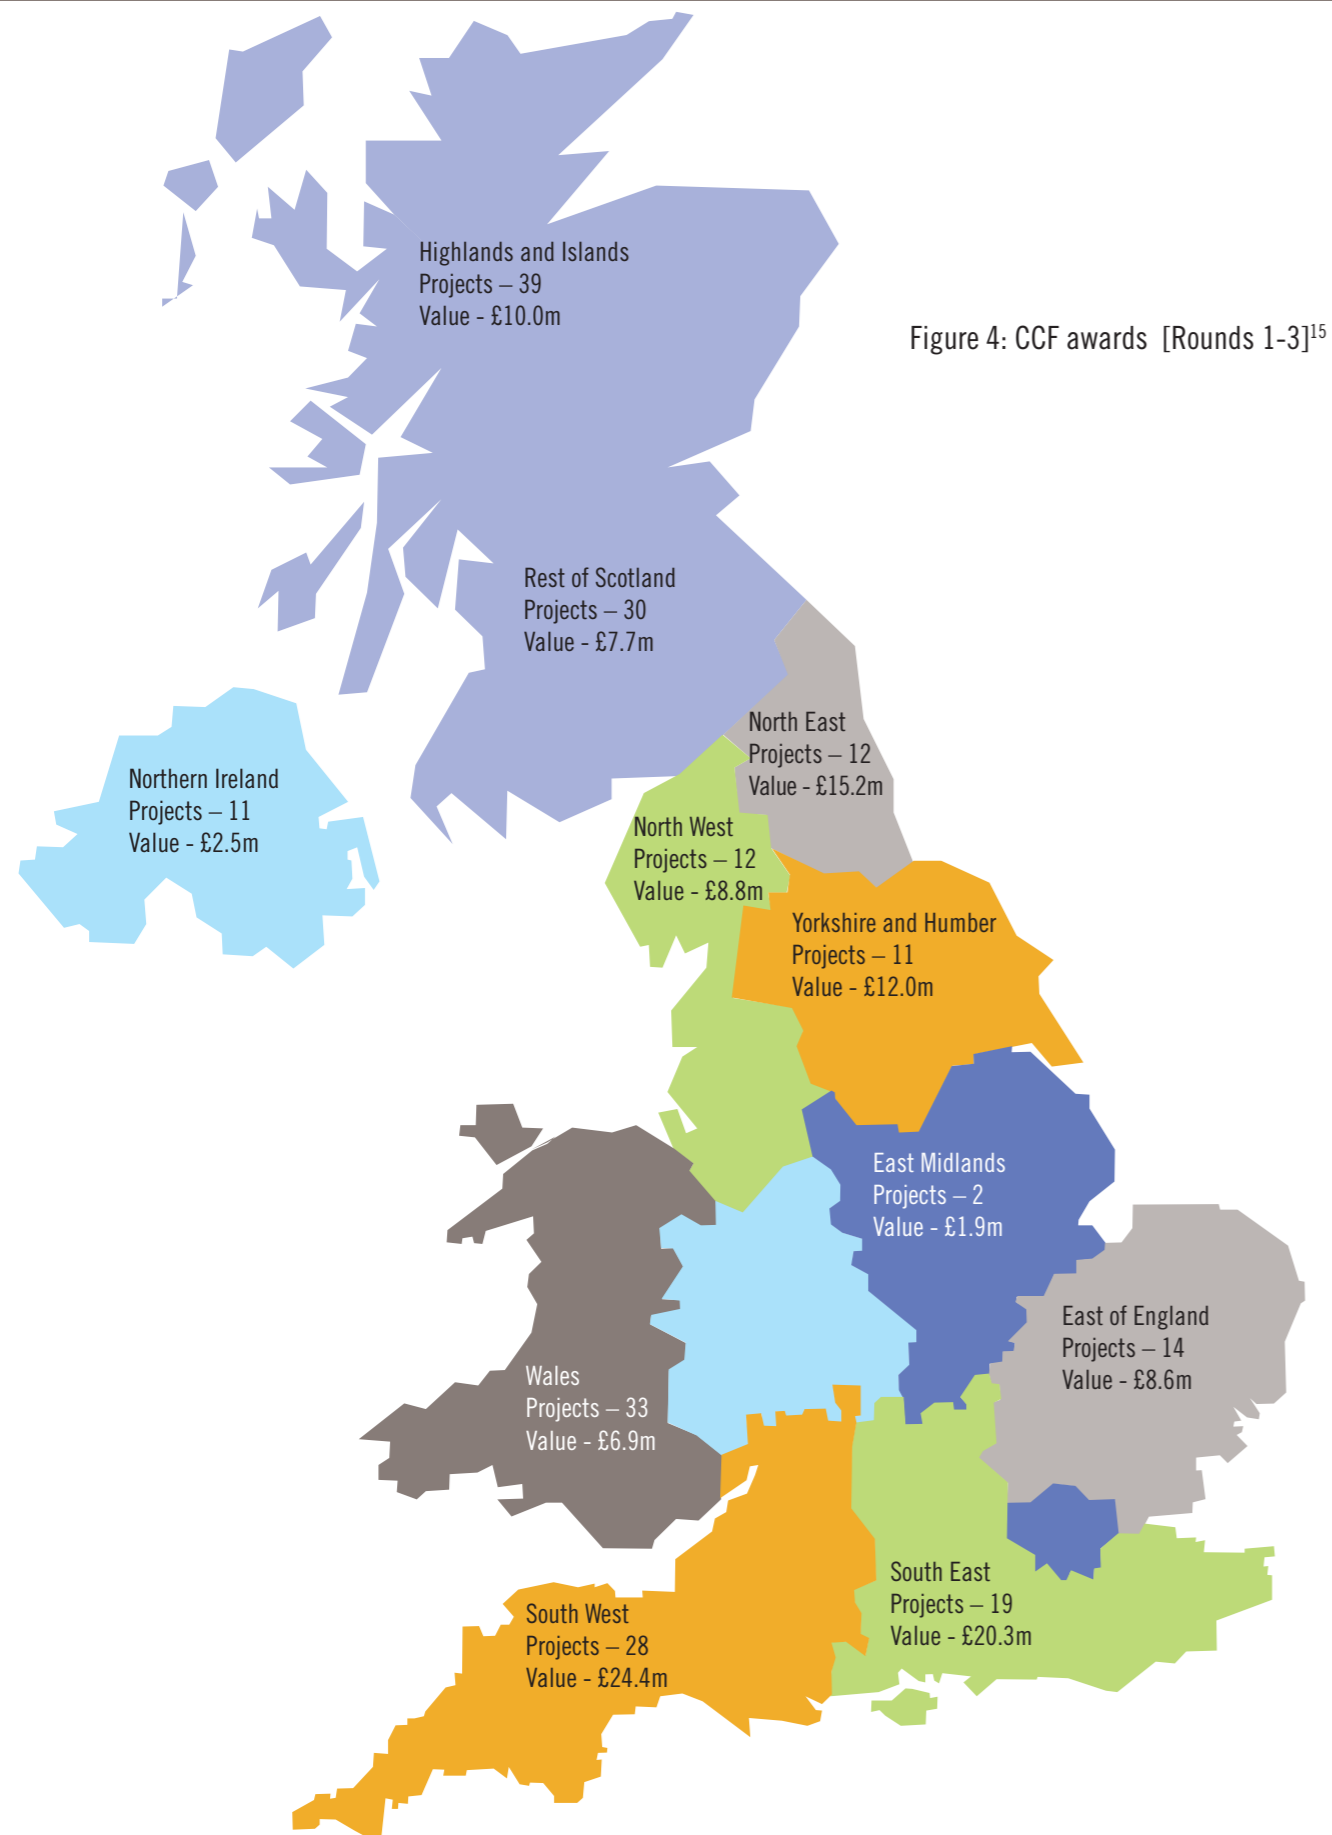 Highlands and Islands
Projects – 39
Value - £10.0m
Figure 4: CCF awards [Rounds 1-3]15
Rest of Scotland
Projects – 30
Value - £7.7m
North East
Projects – 12
Value - £15.2m
Northern Ireland
Projects – 11
Value - £2.5m
North West
Projects – 12
Value - £8.8m
Yorkshire and Humber
Projects – 11
Value - £12.0m
East Midlands
Projects – 2
Value - £1.9m
East of England
Projects – 14
Value - £8.6m
Wales
Projects – 33
Value - £6.9m
South East
Projects – 19
Value - £20.3m
South West
Projects – 28
Value - £24.4m